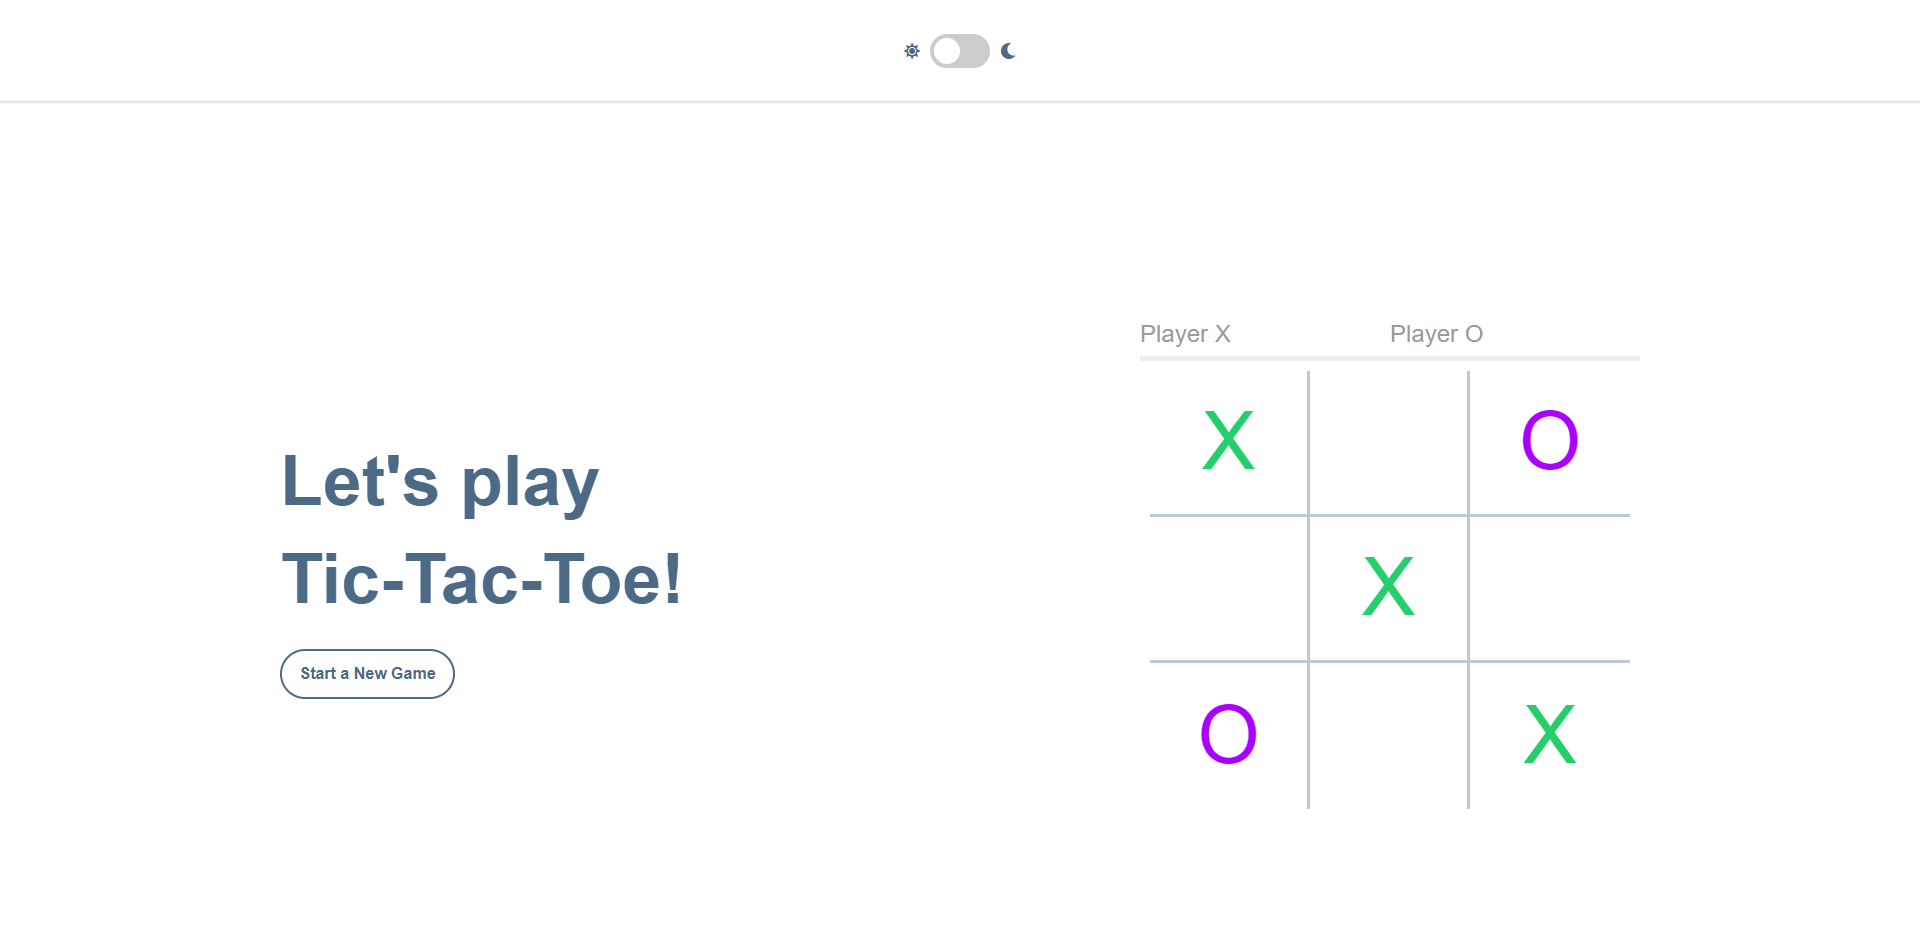 Let's play
Tic-Tac-Toe!
Start a New Game
Player X Player O
X O
X
O X